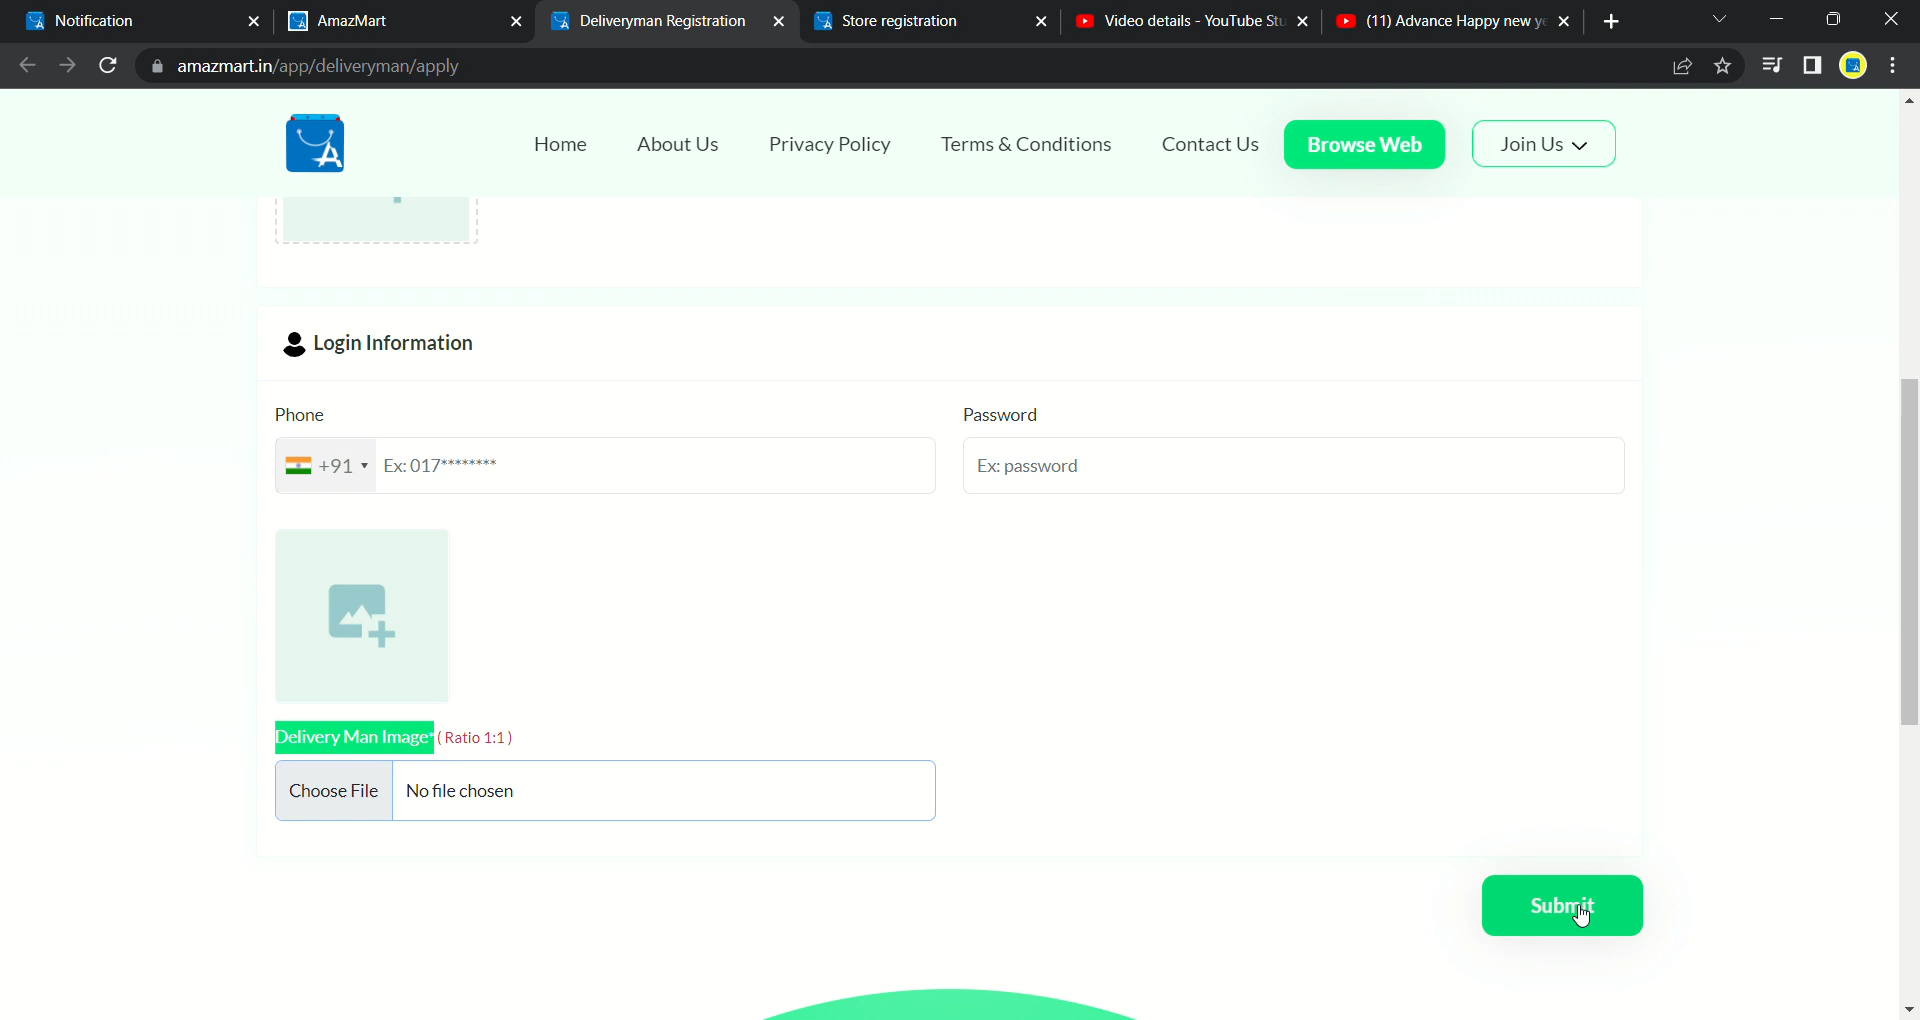 Notification
AmazMart
Deliveryman Registration
Store registration
Video details - YouTube Stu
(11) Advance Happy new ye
amazmart.in/app/deliveryman/apply
A
Home
About Us
Privacy Policy
Terms & Conditions
Contact Us
Browse Web
Join Us
Login Information
Phone
Password
+91
Ex: 017********
Ex: password
Delivery Man Image* ( Ratio 1:1 )
Choose File
No file chosen
Submit